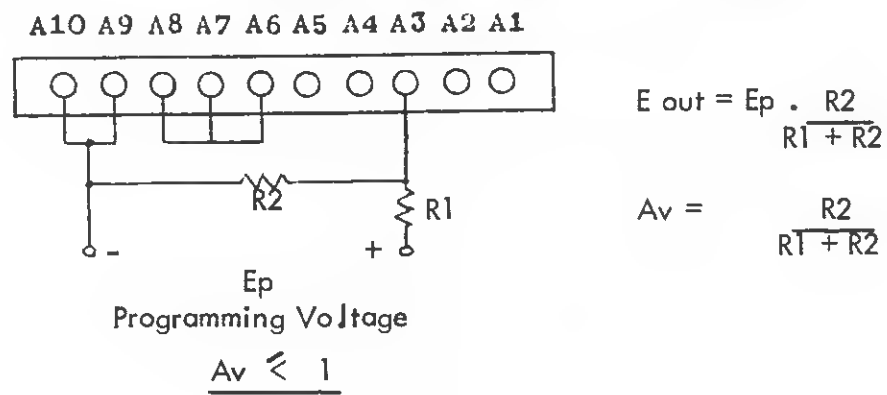 A10 A9 A8 A7 A6 A5 A4 A3 A2 A1
E out = Ep . R2
R1 + R2
R2
R1
Av = R2
R1 + R2
- +
Ep
Programming Voltage
Av ≤ 1